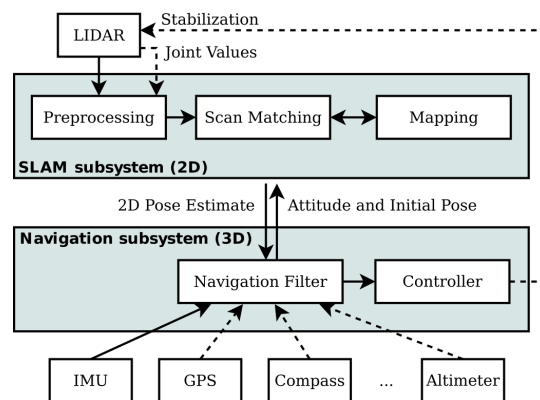 Stabilization
LIDAR
Joint Values
Preprocessing
Scan Matching
Mapping
SLAM subsystem (2D)
2D Pose Estimate
Attitude and Initial Pose
Navigation subsystem (3D)
Navigation Filter
Controller
IMU
GPS
Compass
...
Altimeter